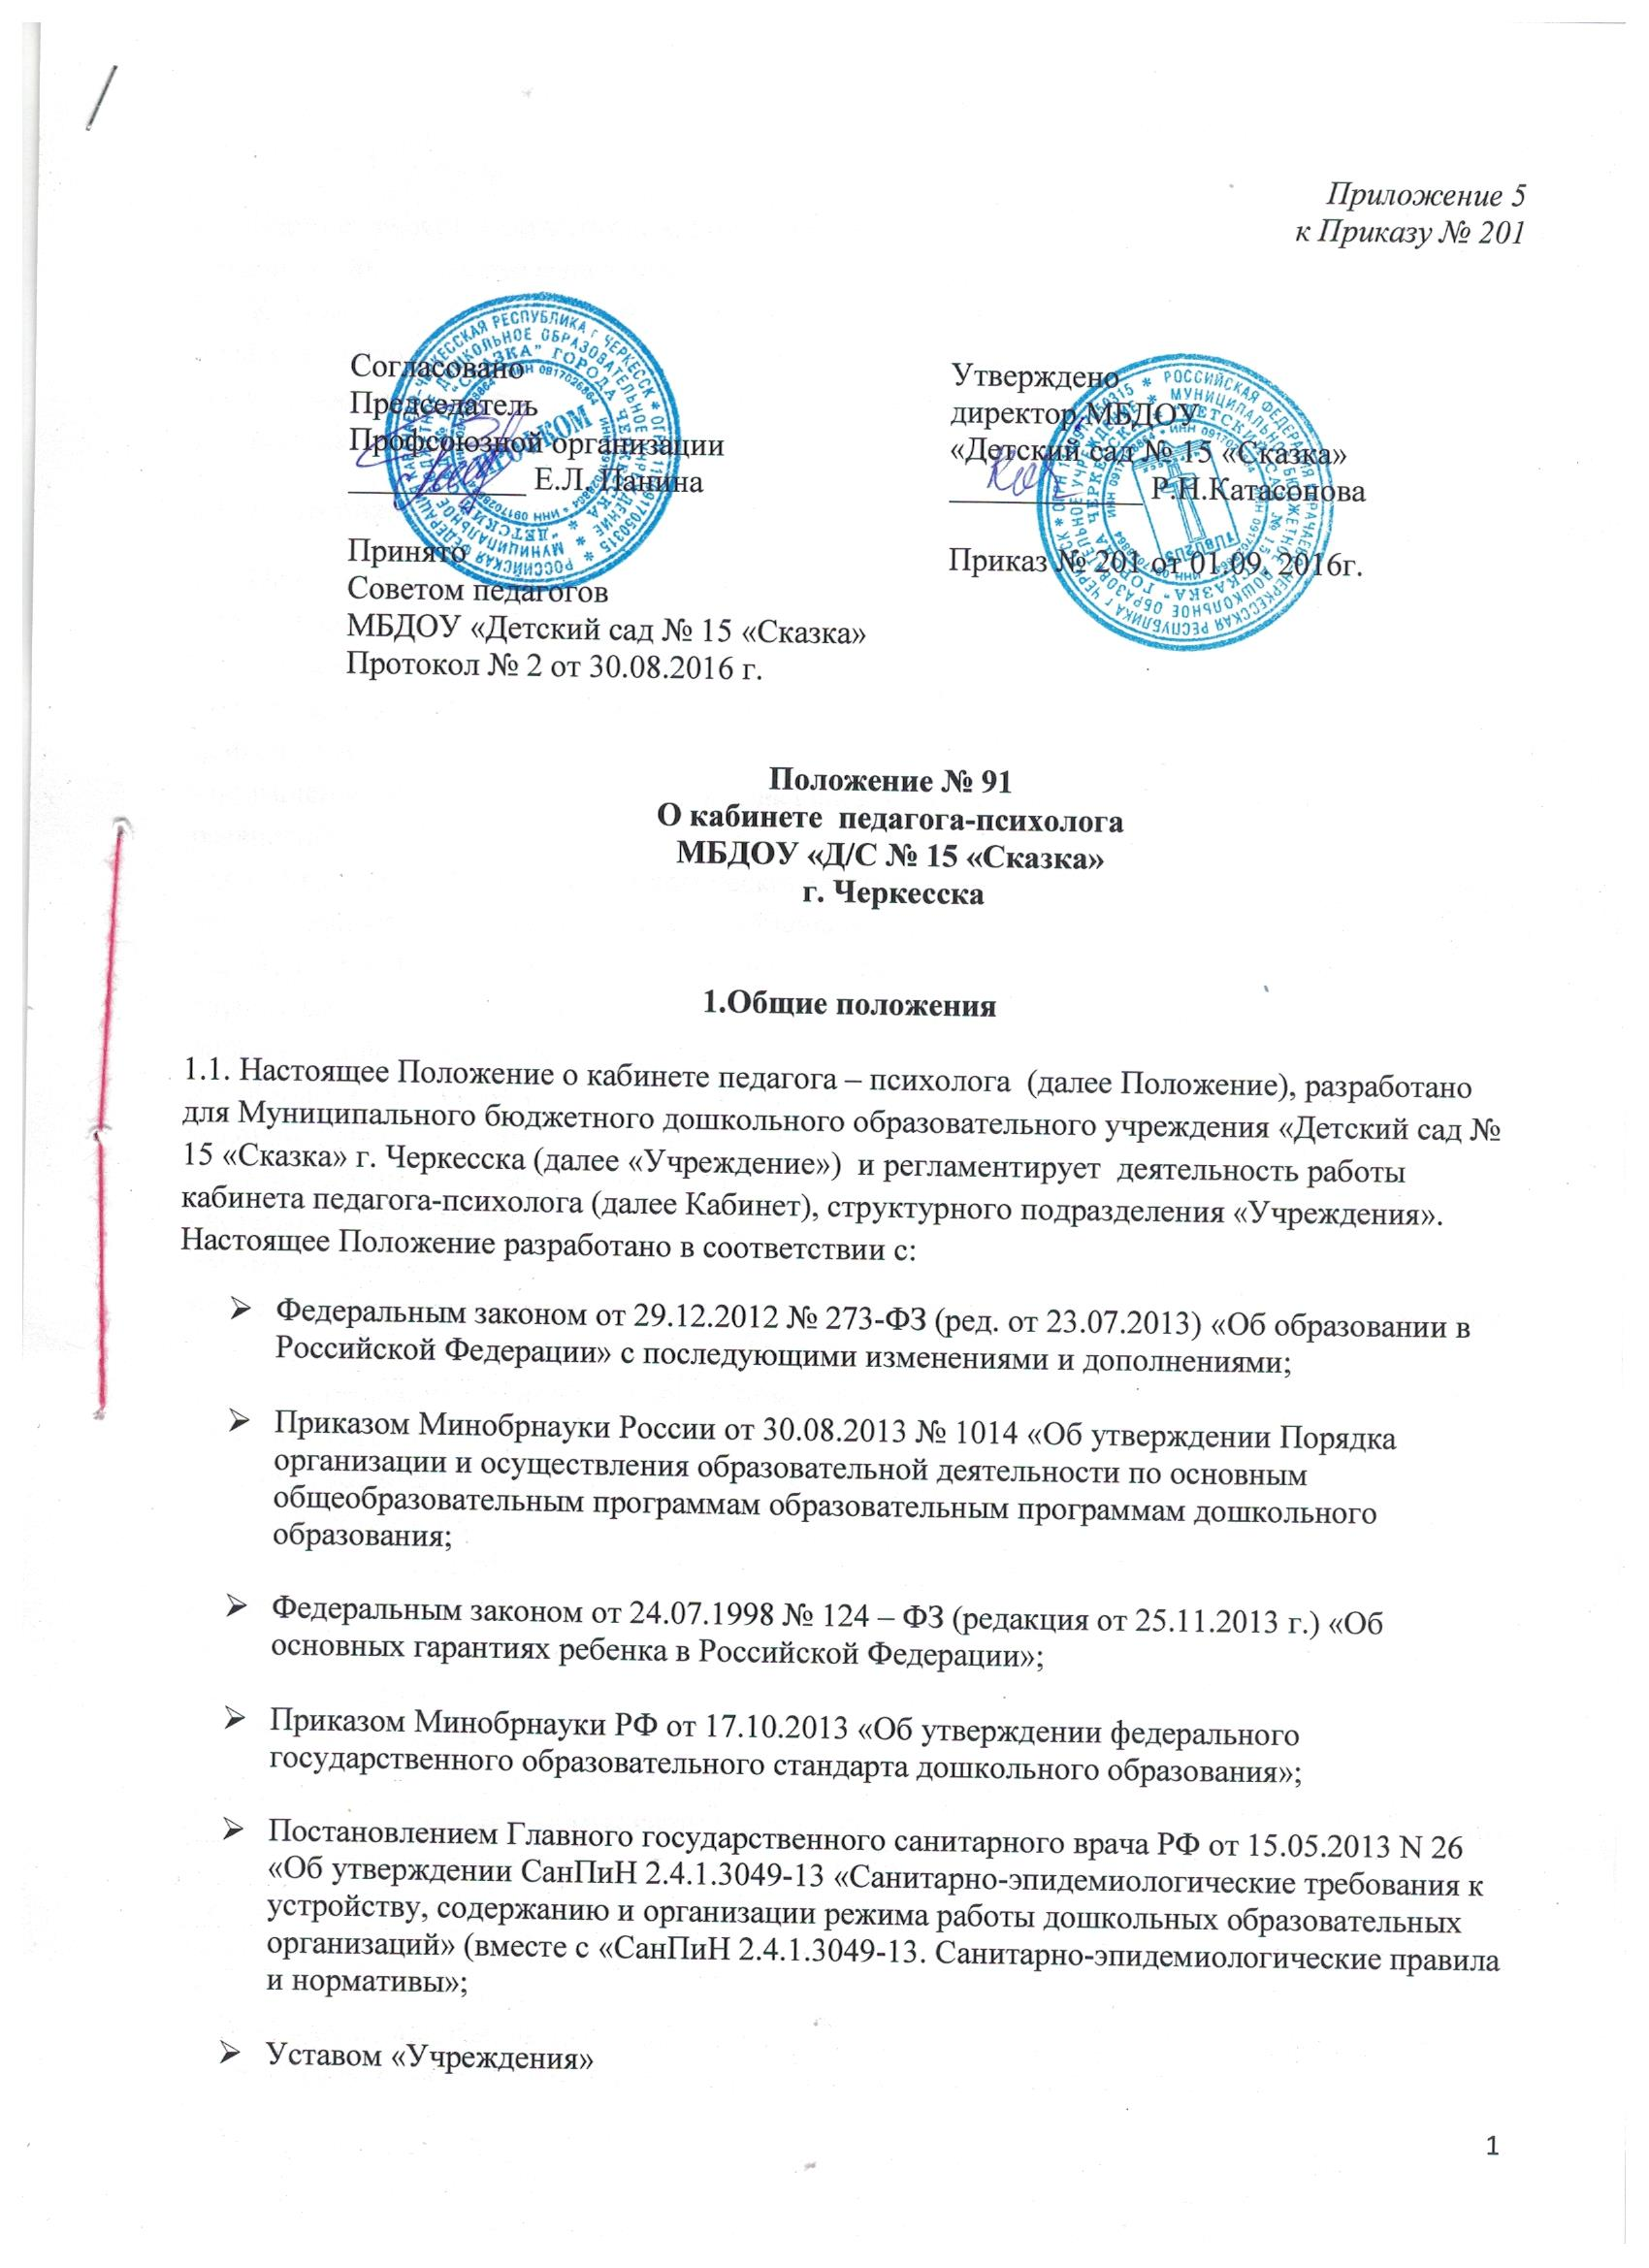 Приложение 5
к Приказу № 201
Согласовано
Председатель
Профсоюзной организации
___________ Е.Л. Панина
Принято
Советом педагогов
МБДОУ «Детский сад № 15 «Сказка»
Протокол № 2 от 30.08.2016 г.
Утверждено
директор МБДОУ
«Детский сад № 15 «Сказка»
____________ Р.Н.Катасонова
Приказ № 201 от 01.09. 2016г.
Положение № 91
О кабинете педагога-психолога
МБДОУ «Д/С № 15 «Сказка»
г. Черкесска
1.Общие положения
1.1. Настоящее Положение о кабинете педагога – психолога (далее Положение), разработано
для Муниципального бюджетного дошкольного образовательного учреждения «Детский сад №
15 «Сказка» г. Черкесска (далее «Учреждение») и регламентирует деятельность работы
кабинета педагога-психолога (далее Кабинет), структурного подразделения «Учреждения».
Настоящее Положение разработано в соответствии с:
➢ Федеральным законом от 29.12.2012 № 273-ФЗ (ред. от 23.07.2013) «Об образовании в
Российской Федерации» с последующими изменениями и дополнениями;
➢ Приказом Минобрнауки России от 30.08.2013 № 1014 «Об утверждении Порядка
организации и осуществления образовательной деятельности по основным
общеобразовательным программам образовательным программам дошкольного
образования;
➢ Федеральным законом от 24.07.1998 № 124 – ФЗ (редакция от 25.11.2013 г.) «Об
основных гарантиях ребенка в Российской Федерации»;
➢ Приказом Минобрнауки РФ от 17.10.2013 «Об утверждении федерального
государственного образовательного стандарта дошкольного образования»;
➢ Постановлением Главного государственного санитарного врача РФ от 15.05.2013 N 26
«Об утверждении СанПиН 2.4.1.3049-13 «Санитарно-эпидемиологические требования к
устройству, содержанию и организации режима работы дошкольных образовательных
организаций» (вместе с «СанПиН 2.4.1.3049-13. Санитарно-эпидемиологические правила
и нормативы»;
➢ Уставом «Учреждения»
1